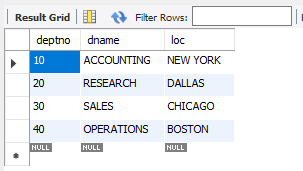 Result Grid Filter Rows:
deptno dname loc
10 ACCOUNTING NEW YORK
20 RESEARCH DALLAS
30 SALES CHICAGO
40 OPERATIONS BOSTON
NULL NULL NULL